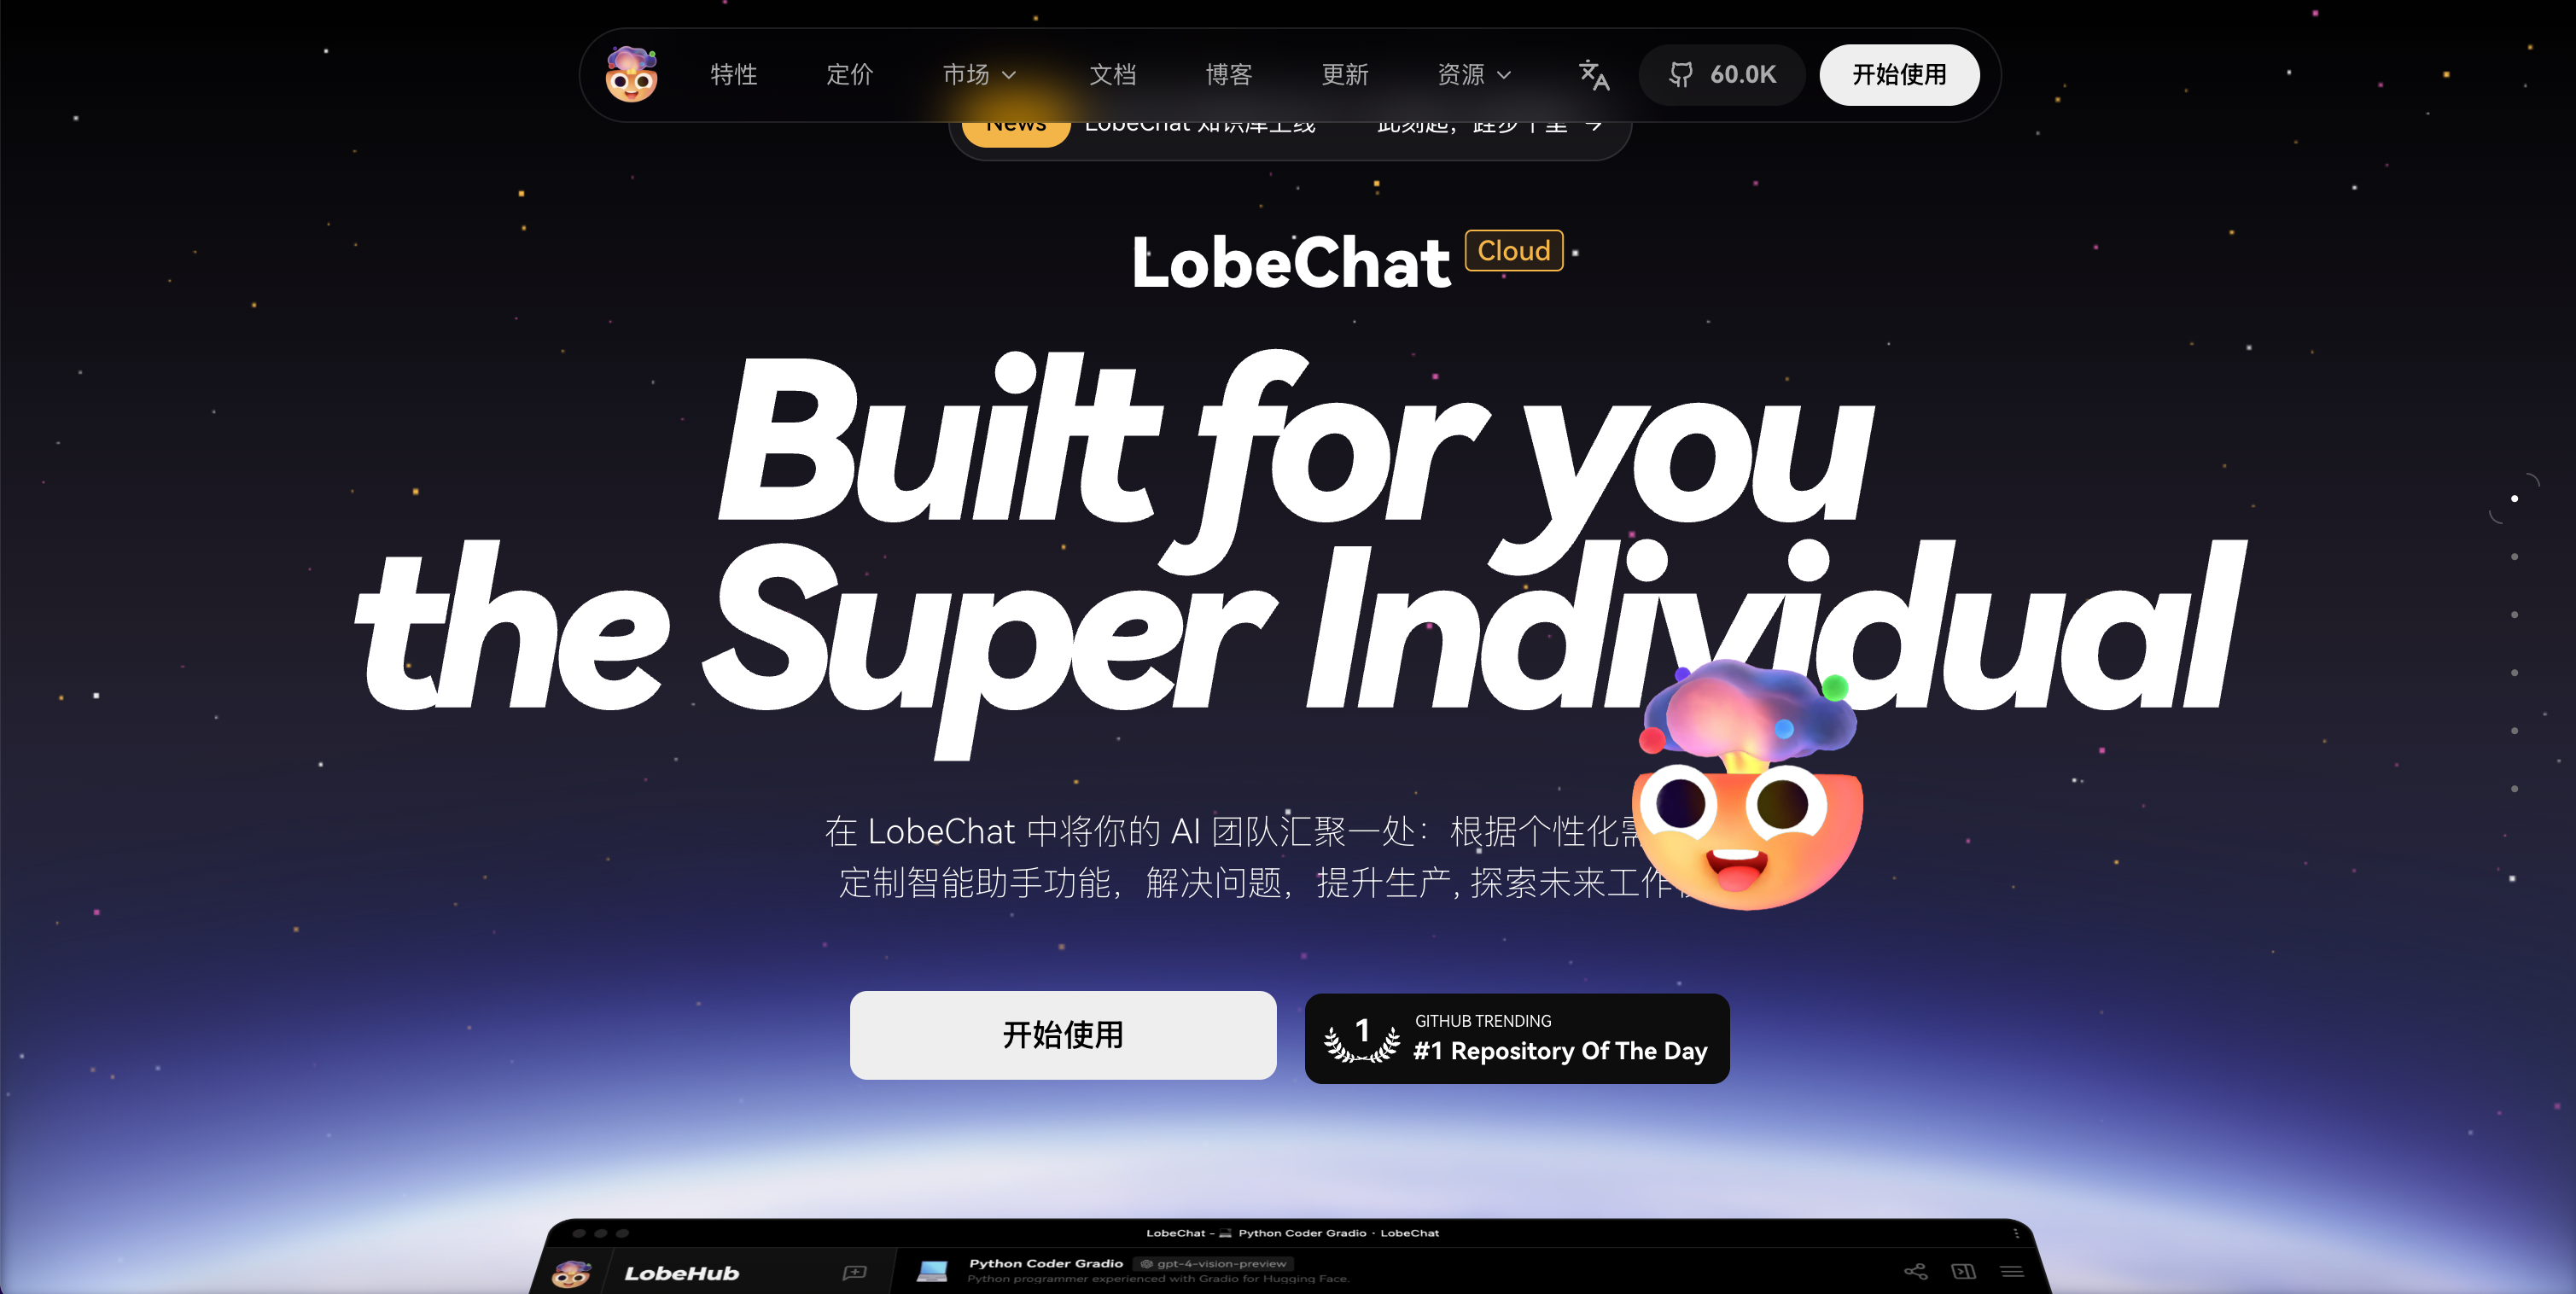 特性 定价 市场 文档 博客 更新 资源 60.0K 开始使用
News LobeChat 知识库上线 此刻起，跬步千里 →
LobeChat Cloud
Built for you
the Super Individual
在 LobeChat 中将你的 AI 团队汇聚一处：根据个性化
定制智能助手功能，解决问题，提升生产, 探索未来工作
开始使用
1
GITHUB TRENDING
#1 Repository Of The Day
LobeChat - 💻 Python Coder Gradio · LobeChat
LobeHub
Python Coder Gradio gpt-4-vision-preview
Python programmer experienced with Gradio for Hugging Face.